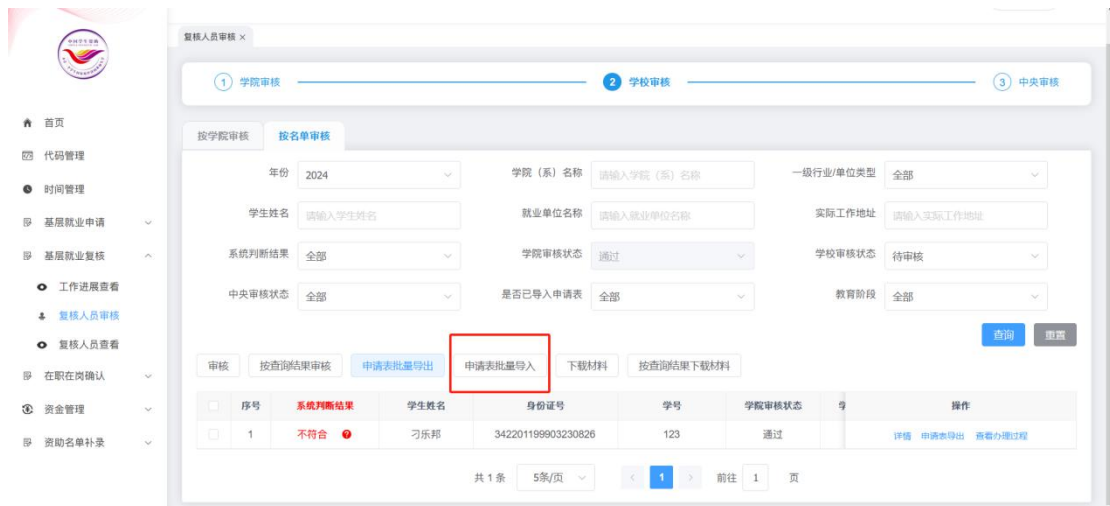 复核人员审核 ×
1 学院审核 2 学校审核 3 中央审核
首页
代码管理
时间管理
基层就业申请
基层就业复核
工作进展查看
复核人员审核
复核人员查看
在职在岗确认
资金管理
资助名单补录
按学院审核 按名单审核
年份 2024 学院（系）名称 请输入学院（系）名称 一级行业/单位类型 全部
学生姓名 请输入学生姓名 就业单位名称 请输入就业单位名称 实际工作地址 请输入实际工作地址
系统判断结果 全部 学院审核状态 通过 学校审核状态 待审核
中央审核状态 全部 是否已导入申请表 全部 教育阶段 全部
查询 重置
审核 按查询结果审核 申请表批量导出 申请表批量导入 下载材料 按查询结果下载材料
序号 系统判断结果 学生姓名 身份证号 学号 学院审核状态 操作
1 不符合 ? 刁乐邦 342201199903230826 123 通过 详情 申请表导出 查看办理过程
共 1 条 5条/页 < 1 > 前往 1 页